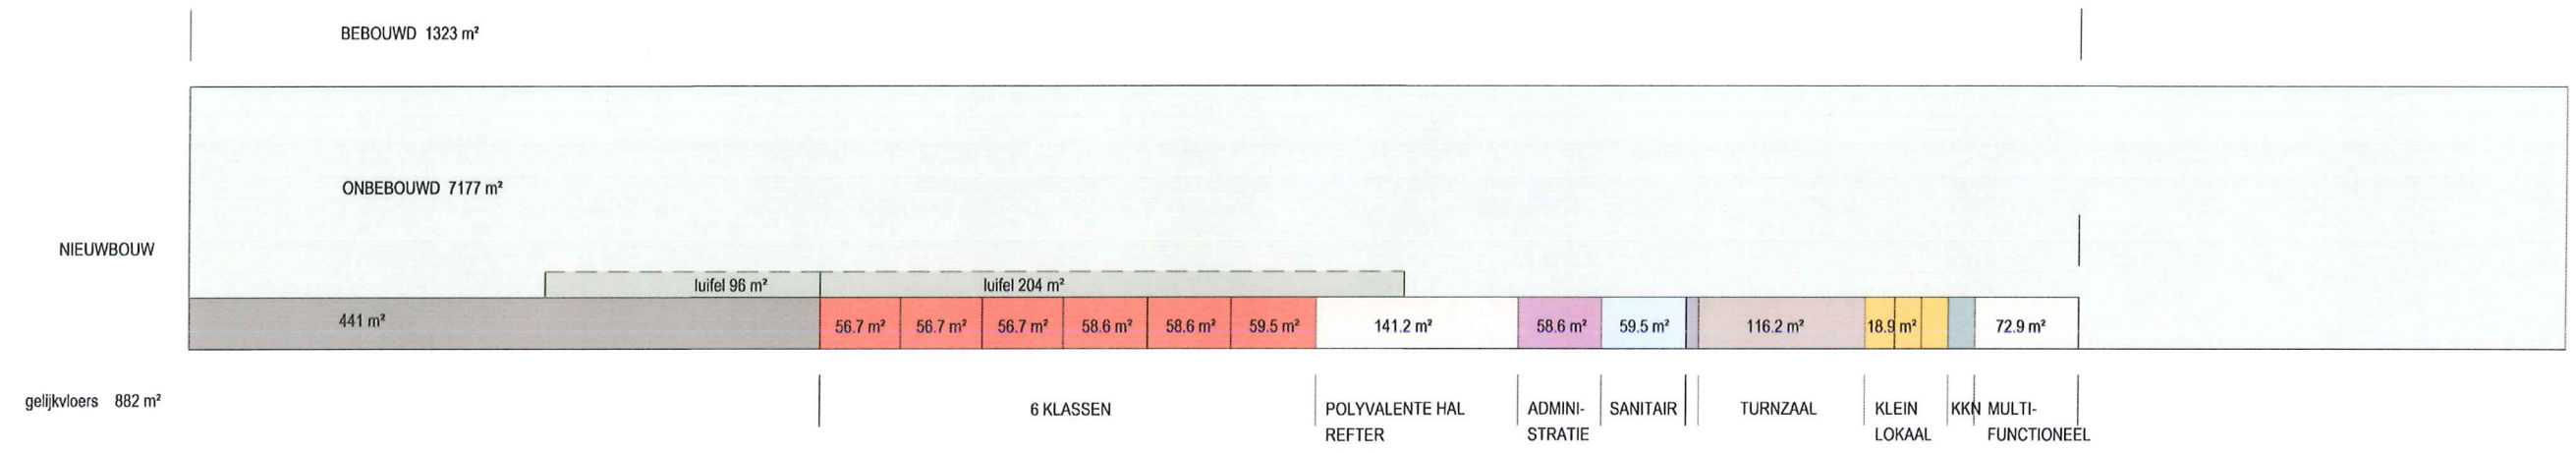 BEBOUWD 1323 m²
ONBEBOUWD 7177 m²
NIEUWBOUW
luifel 96 m²
luifel 204 m²
441 m²
56.7 m²
56.7 m²
56.7 m²
58.6 m²
58.6 m²
59.5 m²
141.2 m²
58.6 m²
59.5 m²
116.2 m²
18.9 m²
72.9 m²
gelijkvloers 882 m²
6 KLASSEN
POLYVALENTE HAL
REFTER
ADMINI-
STRATIE
SANITAIR
TURNZAAL
KLEIN
LOKAAL
KKN
MULTI-
FUNCTIONEEL